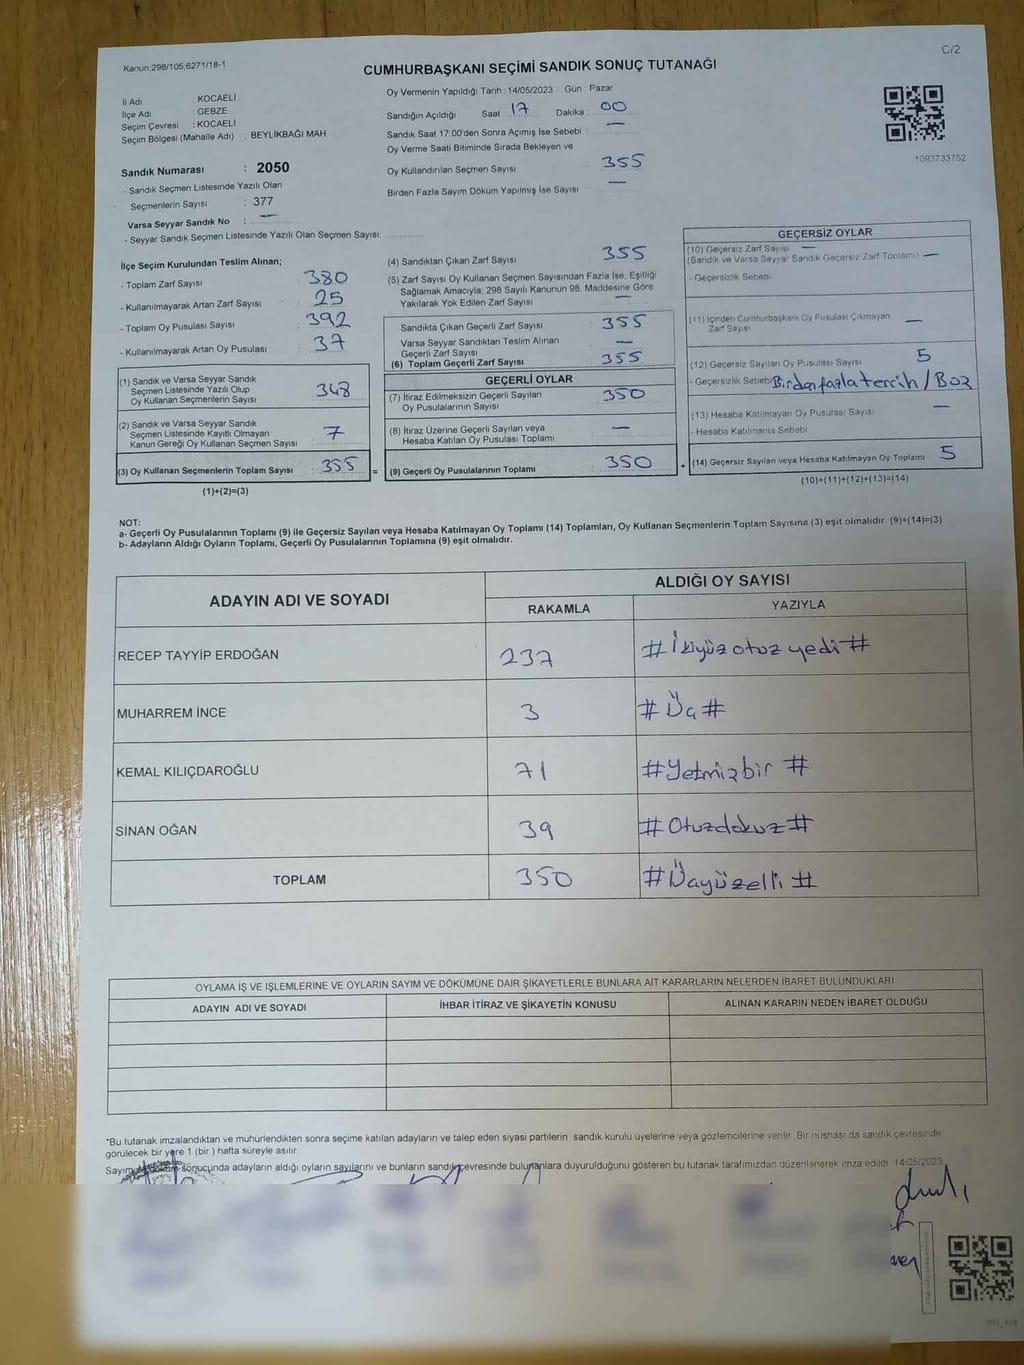 Kanun:298/105,6271/18-1
C/2
CUMHURBAŞKANI SEÇİMİ SANDIK SONUÇ TUTANAĞI
İl Adı : KOCAELİ
İlçe Adı : GEBZE
Seçim Çevresi : KOCAELİ
Seçim Bölgesi (Mahalle Adı) : BEYLİKBAĞI MAH.
Sandık Numarası : 2050
- Sandık Seçmen Listesinde Yazılı Olan
Seçmenlerin Sayısı : 377
Varsa Seyyar Sandık No : —
- Seyyar Sandık Seçmen Listesinde Yazılı Olan Seçmen Sayısı:
Oy Vermenin Yapıldığı Tarih :14/05/2023 Gün : Pazar
Sandığın Açıldığı Saat : 17 Dakika : 00
Sandık Saat 17:00'den Sonra Açımış İse Sebebi : —
Oy Verme Saati Bitiminde Sırada Bekleyen ve
Oy Kullandırılan Seçmen Sayısı : 355
Birden Fazla Sayım Döküm Yapılmış İse Sayısı : —
1093733752
İlçe Seçim Kurulundan Teslim Alınan;
- Toplam Zarf Sayısı : 380
- Kullanılmayarak Artan Zarf Sayısı : 25
- Toplam Oy Pusulası Sayısı : 392
- Kullanılmayarak Artan Oy Pusulası : 37
(1) Sandık ve Varsa Seyyar Sandık
Seçmen Listesinde Yazılı Olup
Oy Kullanan Seçmenlerin Sayısı : 348
(2) Sandık ve Varsa Seyyar Sandık
Seçmen Listesinde Kayıtlı Olmayan
Kanun Gereği Oy Kullanan Seçmen Sayısı : 7
(3) Oy Kullanan Seçmenlerin Toplam Sayısı : 355 =
(1)+(2)=(3)
(4) Sandıktan Çıkan Zarf Sayısı : 355
(5) Zarf Sayısı Oy Kullanan Seçmen Sayısından Fazla İse, Eşitliği
Sağlamak Amacıyla; 298 Sayılı Kanunun 98. Maddesine Göre
Yakılarak Yok Edilen Zarf Sayısı : —
Sandıkta Çıkan Geçerli Zarf Sayısı : 355
Varsa Seyyar Sandıktan Teslim Alınan
Geçerli Zarf Sayısı : —
(6) Toplam Geçerli Zarf Sayısı : 355
GEÇERLİ OYLAR
(7) İtiraz Edilmeksizin Geçerli Sayılan
Oy Pusulalarının Sayısı : 350
(8) İtiraz Üzerine Geçerli Sayılan veya
Hesaba Katılan Oy Pusulası Toplamı : —
(9) Geçerli Oy Pusulalarının Toplamı : 350 +
GEÇERSİZ OYLAR
(10) Geçersiz Zarf Sayısı —
(Sandık ve Varsa Seyyar Sandık Geçersiz Zarf Toplamı) —
- Geçersizlik Sebebi
(11) İçinden Cumhurbaşkanı Oy Pusulası Çıkmayan
Zarf Sayısı —
(12) Geçersiz Sayılan Oy Pusulası Sayısı 5
- Geçersizlik Sebebi Birden fazla tercih / Boz
(13) Hesaba Katılmayan Oy Pusulası Sayısı —
- Hesaba Katılmama Sebebi
(14) Geçersiz Sayılan veya Hesaba Katılmayan Oy Toplamı 5
(10)+(11)+(12)+(13)=(14)
NOT:
a- Geçerli Oy Pusulalarının Toplamı (9) ile Geçersiz Sayılan veya Hesaba Katılmayan Oy Toplamı (14) Toplamları, Oy Kullanan Seçmenlerin Toplam Sayısına (3) eşit olmalıdır. (9)+(14)=(3)
b- Adayların Aldığı Oyların Toplamı, Geçerli Oy Pusulalarının Toplamına (9) eşit olmalıdır.
ADAYIN ADI VE SOYADI
ALDIĞI OY SAYISI
RAKAMLA YAZIYLA
RECEP TAYYİP ERDOĞAN 237 #İkiyüz otuz yedi#
MUHARREM İNCE 3 #Üç#
KEMAL KILIÇDAROĞLU 71 #Yetmişbir#
SİNAN OĞAN 39 #Otuzdokuz#
TOPLAM 350 #Üçyüzelli#
OYLAMA İŞ VE İŞLEMLERİNE VE OYLARIN SAYIM VE DÖKÜMÜNE DAİR ŞİKAYETLERLE BUNLARA AİT KARARLARIN NELERDEN İBARET BULUNDUKLARI
ADAYIN ADI VE SOYADI İHBAR İTİRAZ VE ŞİKAYETİN KONUSU ALINAN KARARIN NEDEN İBARET OLDUĞU
*Bu tutanak imzalandıktan ve mühürlendikten sonra seçime katılan adayların ve talep eden siyasi partilerin sandık kurulu üyelerine veya gözlemcilerine verilir. Bir nüshası da sandık çevresinde
görülecek bir yere 1 (bir) hafta süreyle asılır.
Sayım ve döküm sonucunda adayların aldığı oyların sayılarını ve bunların sandık çevresinde bulunanlara duyurulduğunu gösteren bu tutanak tarafımızdan düzenlenerek imza edildi. 14/05/2023